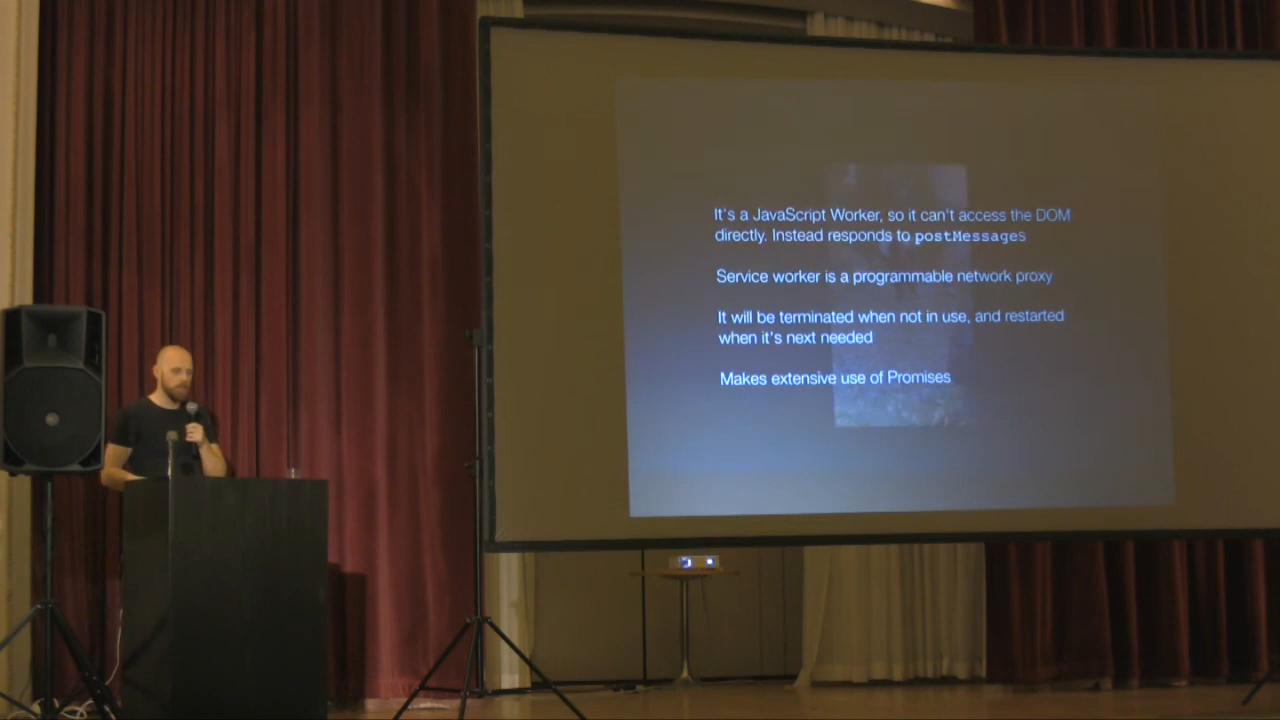 It's a JavaScript Worker, so it can't access the DOM
directly. Instead responds to postMessages
Service worker is a programmable network proxy
It will be terminated when not in use, and restarted
when it's next needed
Makes extensive use of Promises